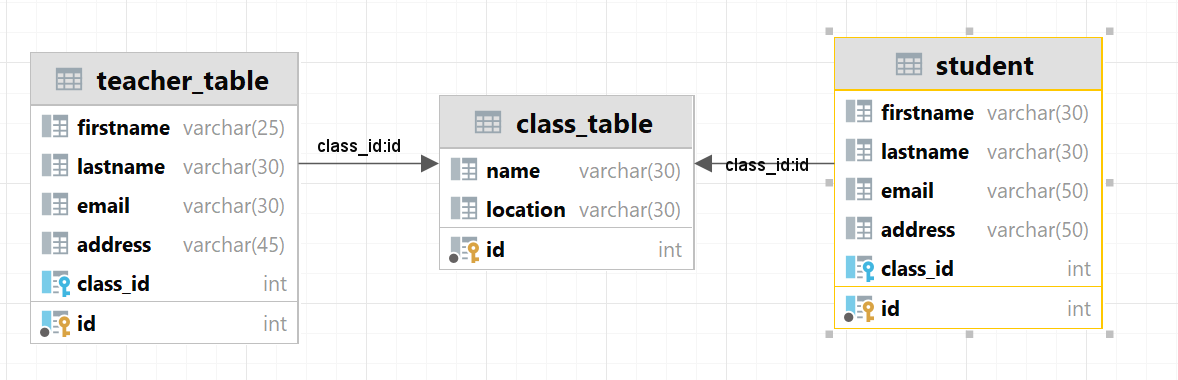 teacher_table
firstname varchar(25)
lastname varchar(30)
email varchar(30)
address varchar(45)
class_id int
id int
class_id:id
class_table
name varchar(30)
location varchar(30)
id int
class_id:id
student
firstname varchar(30)
lastname varchar(30)
email varchar(50)
address varchar(50)
class_id int
id int